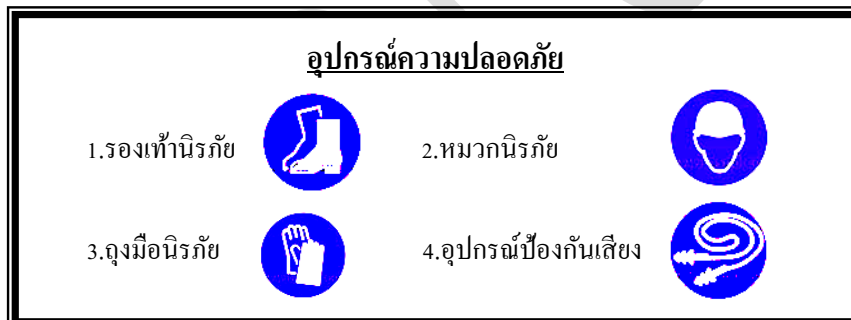 อุปกรณ์ความปลอดภัย
1.รองเท้านิรภัย 2.หมวกนิรภัย
3.ถุงมือนิรภัย 4.อุปกรณ์ป้องกันเสียง